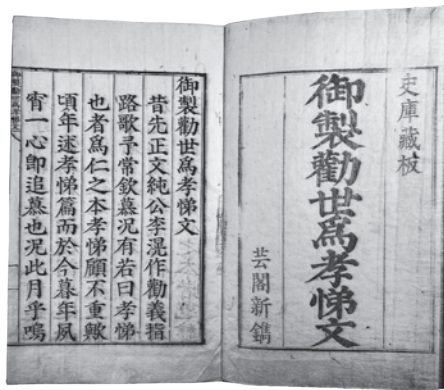 史庫藏板
御製勸世爲孝悌文
芸閣新鐫
御製勸世爲孝悌文
昔先正文純公李滉作勸義指
路歌予常欽慕況有若曰孝悌
也者爲仁之本孝悌顧不重歟
頃年述孝悌篇而於今暮年夙
宵一心卽追慕也況此月乎嗚